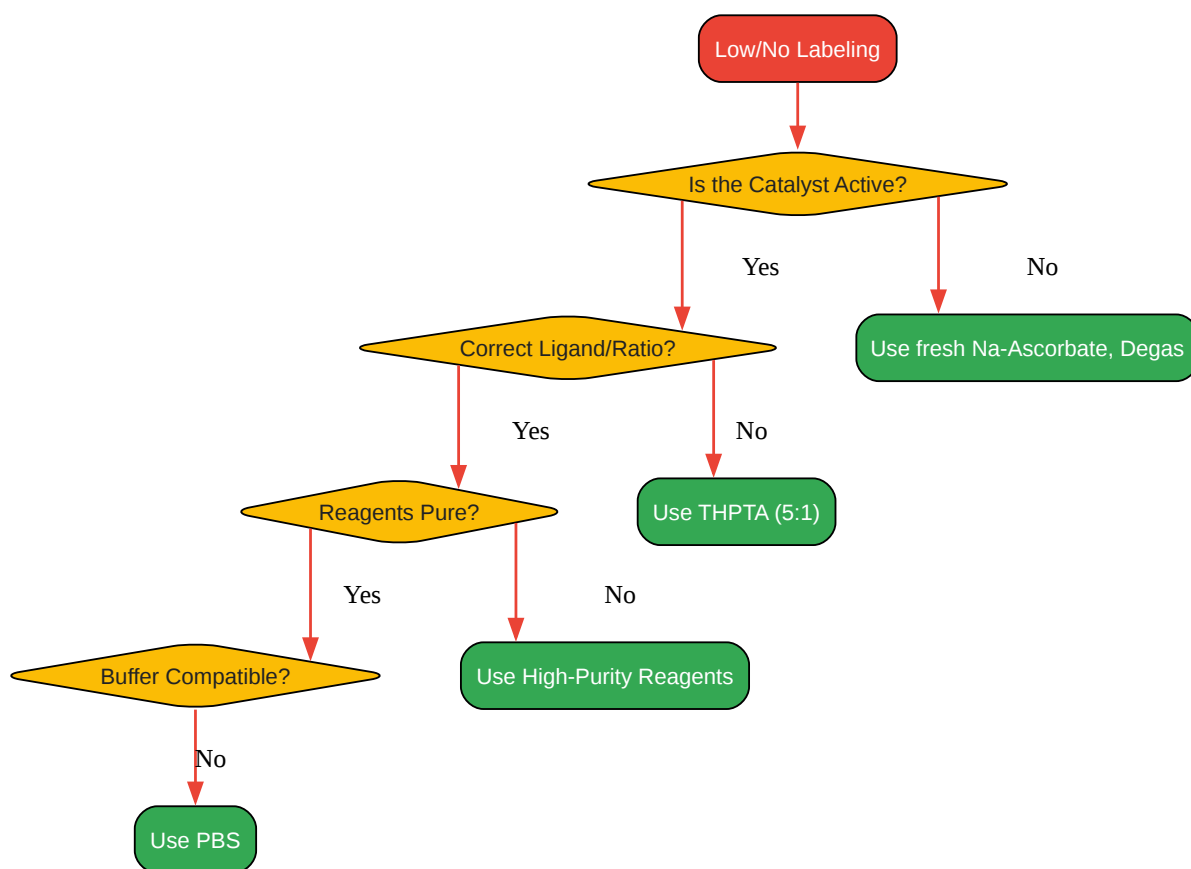 Low/No Labeling
Is the Catalyst Active?
Yes
No
Correct Ligand/Ratio?
Use fresh Na-Ascorbate, Degas
Yes
No
Reagents Pure?
Use THPTA (5:1)
Yes
No
Buffer Compatible?
Use High-Purity Reagents
No
Use PBS